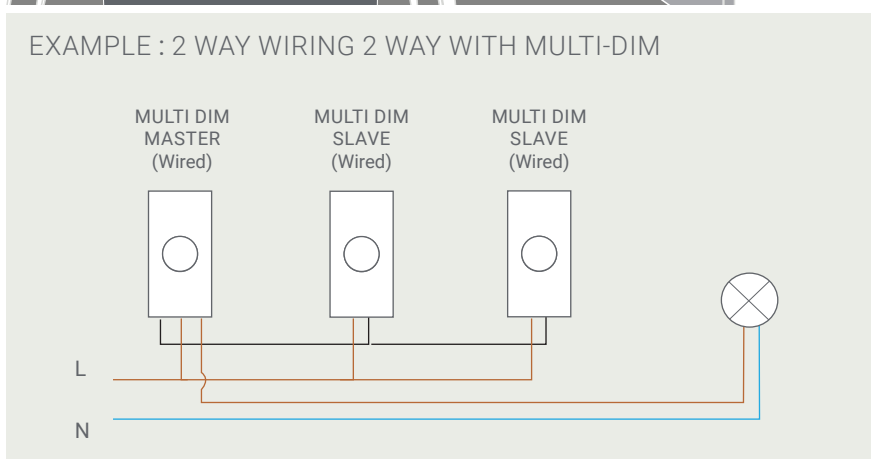 EXAMPLE : 2 WAY WIRING 2 WAY WITH MULTI-DIM
MULTI DIM
MASTER
(Wired)
MULTI DIM
SLAVE
(Wired)
MULTI DIM
SLAVE
(Wired)
L
N